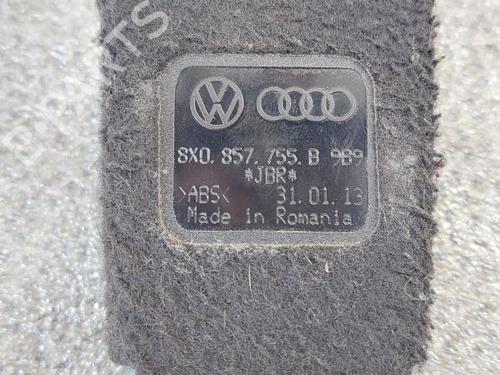 8X0.857.755.B 9B9
*JBR*
>ABS< 31.01.13
Made in Romania